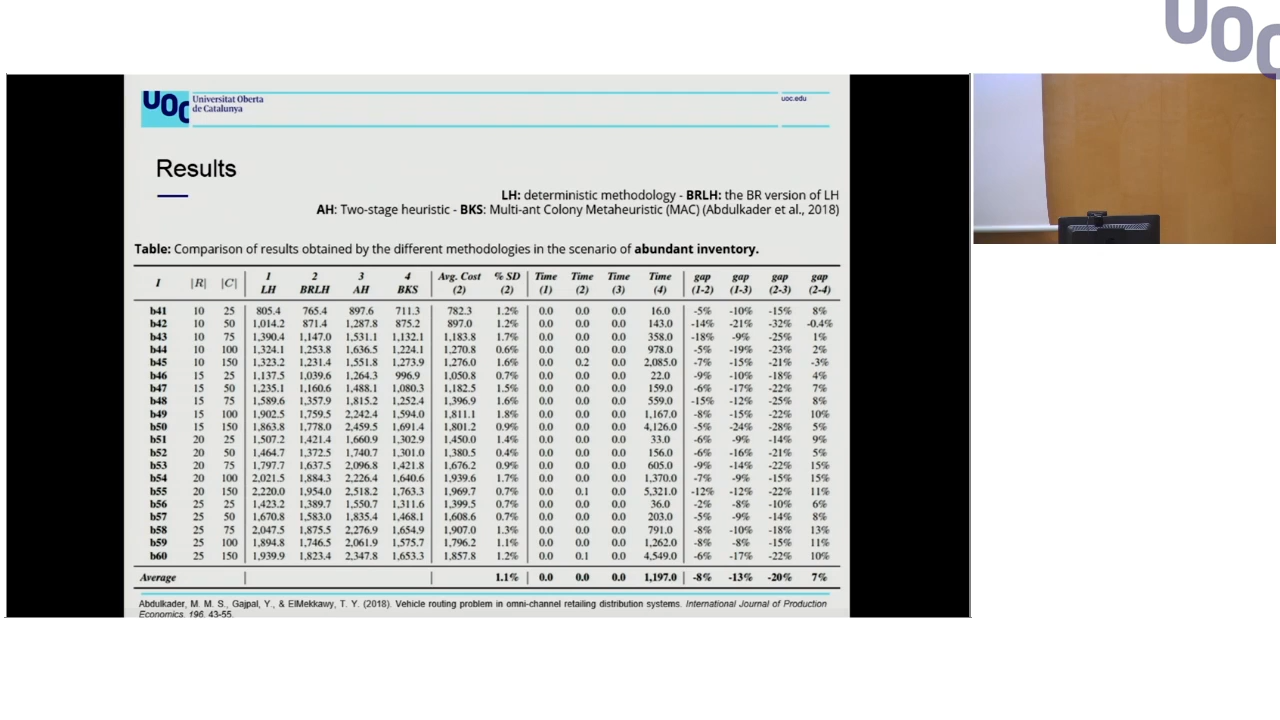 UOC
UOC Universitat Oberta
de Catalunya
uoc.edu
Results
LH: deterministic methodology - BRLH: the BR version of LH
AH: Two-stage heuristic - BKS: Multi-ant Colony Metaheuristic (MAC) (Abdulkader et al., 2018)
Table: Comparison of results obtained by the different methodologies in the scenario of abundant inventory.
I |R| |C| 1 LH 2 BRLH 3 AH 4 BKS Avg. Cost (2) % SD (2) Time (1) Time (2) Time (3) Time (4) gap (1-2) gap (1-3) gap (2-3) gap (2-4)
b41 10 25 805.4 765.4 897.6 711.3 782.3 1.2% 0.0 0.0 0.0 16.0 -5% -10% -15% 8%
b42 10 50 1,014.2 871.4 1,287.8 875.2 897.0 1.2% 0.0 0.0 0.0 143.0 -14% -21% -32% -0.4%
b43 10 75 1,390.4 1,147.0 1,531.1 1,132.1 1,183.8 1.7% 0.0 0.0 0.0 358.0 -18% -9% -25% 1%
b44 10 100 1,324.1 1,253.8 1,636.5 1,224.1 1,270.8 0.6% 0.0 0.0 0.0 978.0 -5% -19% -23% 2%
b45 10 150 1,323.2 1,231.4 1,551.8 1,273.9 1,276.0 1.6% 0.0 0.2 0.0 2,085.0 -7% -15% -21% -3%
b46 15 25 1,137.5 1,039.6 1,264.3 996.9 1,050.8 0.7% 0.0 0.0 0.0 22.0 -9% -10% -18% 4%
b47 15 50 1,235.1 1,160.6 1,488.1 1,080.3 1,182.5 1.5% 0.0 0.0 0.0 159.0 -6% -17% -22% 7%
b48 15 75 1,589.6 1,357.9 1,815.2 1,252.4 1,396.9 1.6% 0.0 0.0 0.0 559.0 -15% -12% -25% 8%
b49 15 100 1,902.5 1,759.5 2,242.4 1,594.0 1,811.1 1.8% 0.0 0.0 0.0 1,167.0 -8% -15% -22% 10%
b50 15 150 1,863.8 1,778.0 2,459.5 1,691.4 1,801.2 0.9% 0.0 0.0 0.0 4,126.0 -5% -24% -28% 5%
b51 20 25 1,507.2 1,421.4 1,660.9 1,302.9 1,450.0 1.4% 0.0 0.0 0.0 33.0 -6% -9% -14% 9%
b52 20 50 1,464.7 1,372.5 1,740.7 1,301.0 1,380.5 0.4% 0.0 0.0 0.0 156.0 -6% -16% -21% 5%
b53 20 75 1,797.7 1,637.5 2,096.8 1,421.8 1,676.2 0.9% 0.0 0.0 0.0 605.0 -9% -14% -22% 15%
b54 20 100 2,021.5 1,884.3 2,226.4 1,640.6 1,939.6 1.7% 0.0 0.0 0.0 1,370.0 -7% -9% -15% 15%
b55 20 150 2,220.0 1,954.0 2,518.2 1,763.3 1,969.7 0.7% 0.0 0.1 0.0 5,321.0 -12% -12% -22% 11%
b56 25 25 1,423.2 1,389.7 1,550.7 1,311.6 1,399.5 0.7% 0.0 0.0 0.0 36.0 -2% -8% -10% 6%
b57 25 50 1,670.8 1,583.0 1,835.4 1,468.1 1,608.6 0.7% 0.0 0.0 0.0 203.0 -5% -9% -14% 8%
b58 25 75 2,047.5 1,875.5 2,276.9 1,654.9 1,907.0 1.3% 0.0 0.0 0.0 791.0 -8% -10% -18% 13%
b59 25 100 1,894.8 1,746.5 2,061.9 1,575.7 1,796.2 1.1% 0.0 0.0 0.0 1,262.0 -8% -8% -15% 11%
b60 25 150 1,939.9 1,823.4 2,347.8 1,653.3 1,857.8 1.2% 0.0 0.1 0.0 4,549.0 -6% -17% -22% 10%
Average 1.1% 0.0 0.0 0.0 1,197.0 -8% -13% -20% 7%
Abdulkader, M. M. S., Gajpal, Y., & ElMekkawy, T. Y. (2018). Vehicle routing problem in omni-channel retailing distribution systems. International Journal of Production
Economics, 196, 43-55.